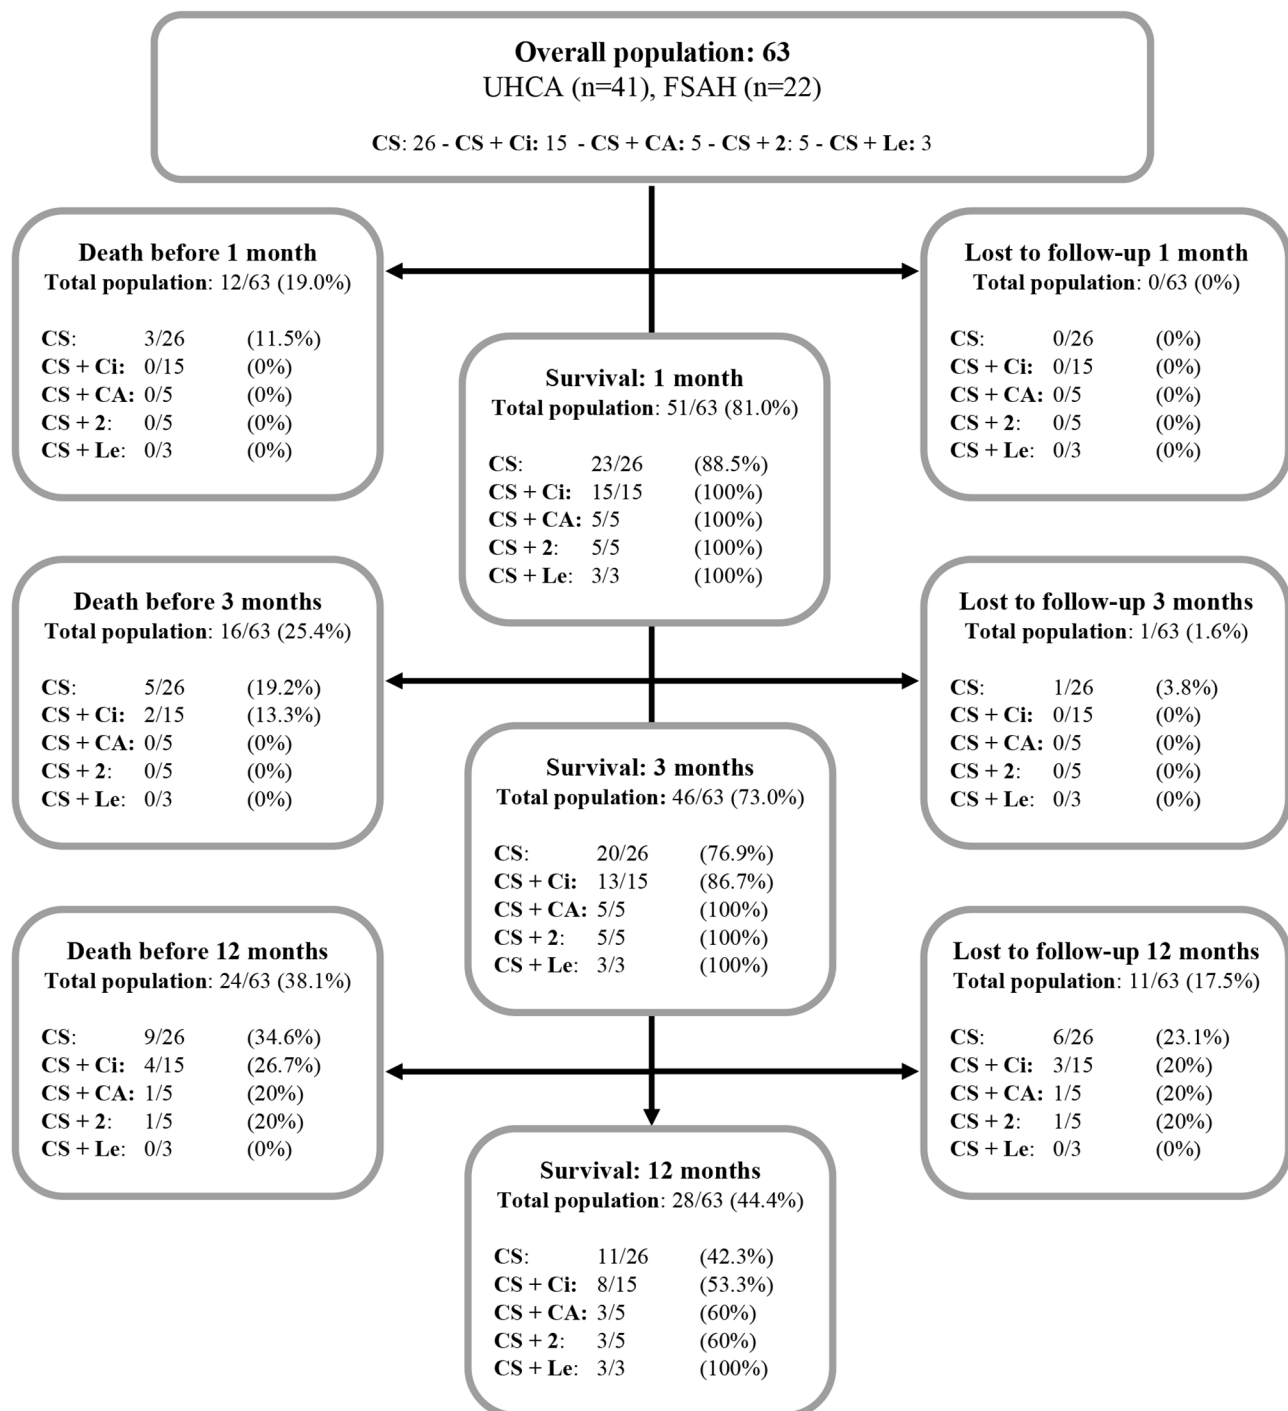 Overall population: 63
UHCA (n=41), FSAH (n=22)
CS: 26 - CS + Ci: 15 - CS + CA: 5 - CS + 2: 5 - CS + Le: 3
Death before 1 month
Total population: 12/63 (19.0%)
CS: 3/26 (11.5%)
CS + Ci: 0/15 (0%)
CS + CA: 0/5 (0%)
CS + 2: 0/5 (0%)
CS + Le: 0/3 (0%)
Lost to follow-up 1 month
Total population: 0/63 (0%)
CS: 0/26 (0%)
CS + Ci: 0/15 (0%)
CS + CA: 0/5 (0%)
CS + 2: 0/5 (0%)
CS + Le: 0/3 (0%)
Survival: 1 month
Total population: 51/63 (81.0%)
CS: 23/26 (88.5%)
CS + Ci: 15/15 (100%)
CS + CA: 5/5 (100%)
CS + 2: 5/5 (100%)
CS + Le: 3/3 (100%)
Death before 3 months
Total population: 16/63 (25.4%)
CS: 5/26 (19.2%)
CS + Ci: 2/15 (13.3%)
CS + CA: 0/5 (0%)
CS + 2: 0/5 (0%)
CS + Le: 0/3 (0%)
Lost to follow-up 3 months
Total population: 1/63 (1.6%)
CS: 1/26 (3.8%)
CS + Ci: 0/15 (0%)
CS + CA: 0/5 (0%)
CS + 2: 0/5 (0%)
CS + Le: 0/3 (0%)
Survival: 3 months
Total population: 46/63 (73.0%)
CS: 20/26 (76.9%)
CS + Ci: 13/15 (86.7%)
CS + CA: 5/5 (100%)
CS + 2: 5/5 (100%)
CS + Le: 3/3 (100%)
Death before 12 months
Total population: 24/63 (38.1%)
CS: 9/26 (34.6%)
CS + Ci: 4/15 (26.7%)
CS + CA: 1/5 (20%)
CS + 2: 1/5 (20%)
CS + Le: 0/3 (0%)
Lost to follow-up 12 months
Total population: 11/63 (17.5%)
CS: 6/26 (23.1%)
CS + Ci: 3/15 (20%)
CS + CA: 1/5 (20%)
CS + 2: 1/5 (20%)
CS + Le: 0/3 (0%)
Survival: 12 months
Total population: 28/63 (44.4%)
CS: 11/26 (42.3%)
CS + Ci: 8/15 (53.3%)
CS + CA: 3/5 (60%)
CS + 2: 3/5 (60%)
CS + Le: 3/3 (100%)